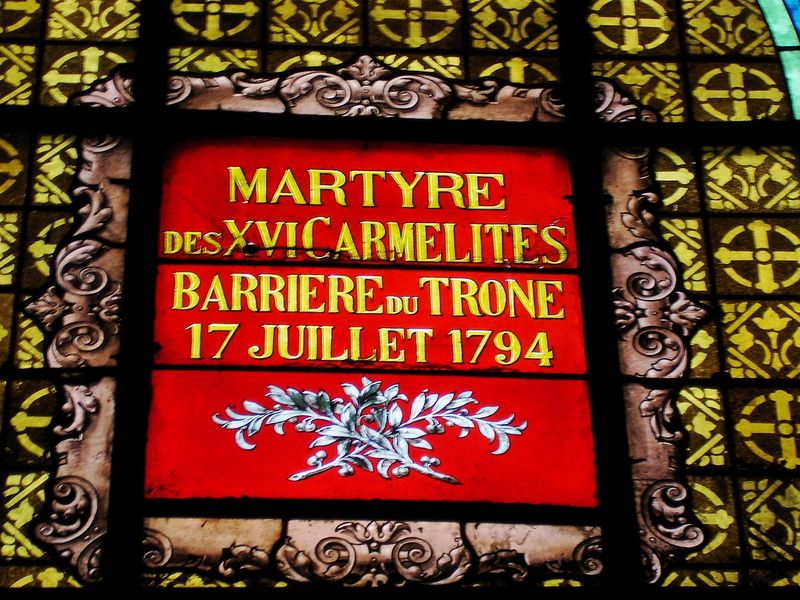 MARTYRE
DES XVI CARMELITES
BARRIERE DU TRONE
17 JUILLET 1794